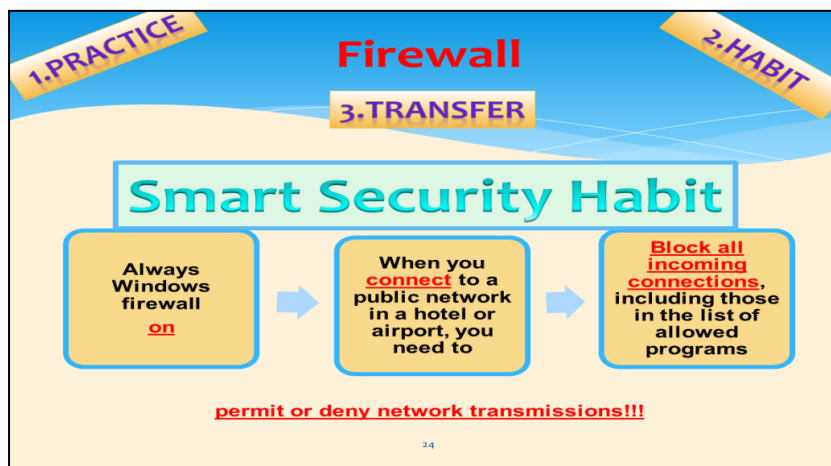 1.PRACTICE
Firewall
2.HABIT
3.TRANSFER
Smart Security Habit
Always
Windows
firewall
on
When you
connect to a
public network
in a hotel or
airport, you
need to
Block all
incoming
connections,
including those
in the list of
allowed
programs
permit or deny network transmissions!!!
24